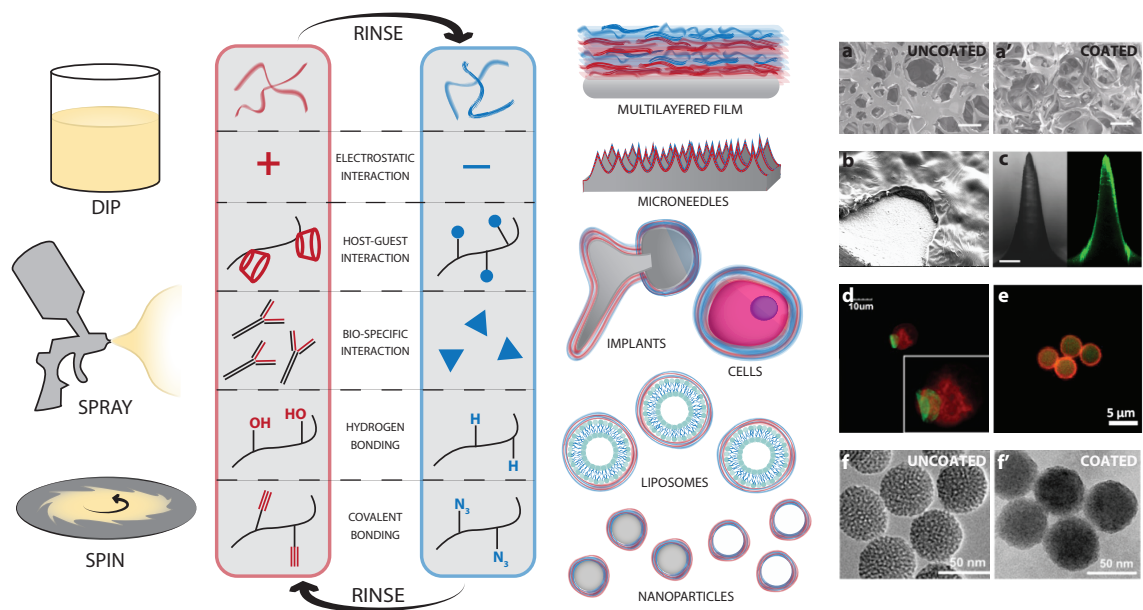 RINSE
DIP
SPRAY
SPIN
+
ELECTROSTATIC
INTERACTION
−
HOST-GUEST
INTERACTION
BIO-SPECIFIC
INTERACTION
OH
HO
HYDROGEN
BONDING
H
H
COVALENT
BONDING
N3
N3
RINSE
MULTILAYERED FILM
MICRONEEDLES
IMPLANTS
CELLS
LIPOSOMES
NANOPARTICLES
a
UNCOATED
a'
COATED
b
c
d
10um
e
5 µm
f
UNCOATED
50 nm
f'
COATED
50 nm